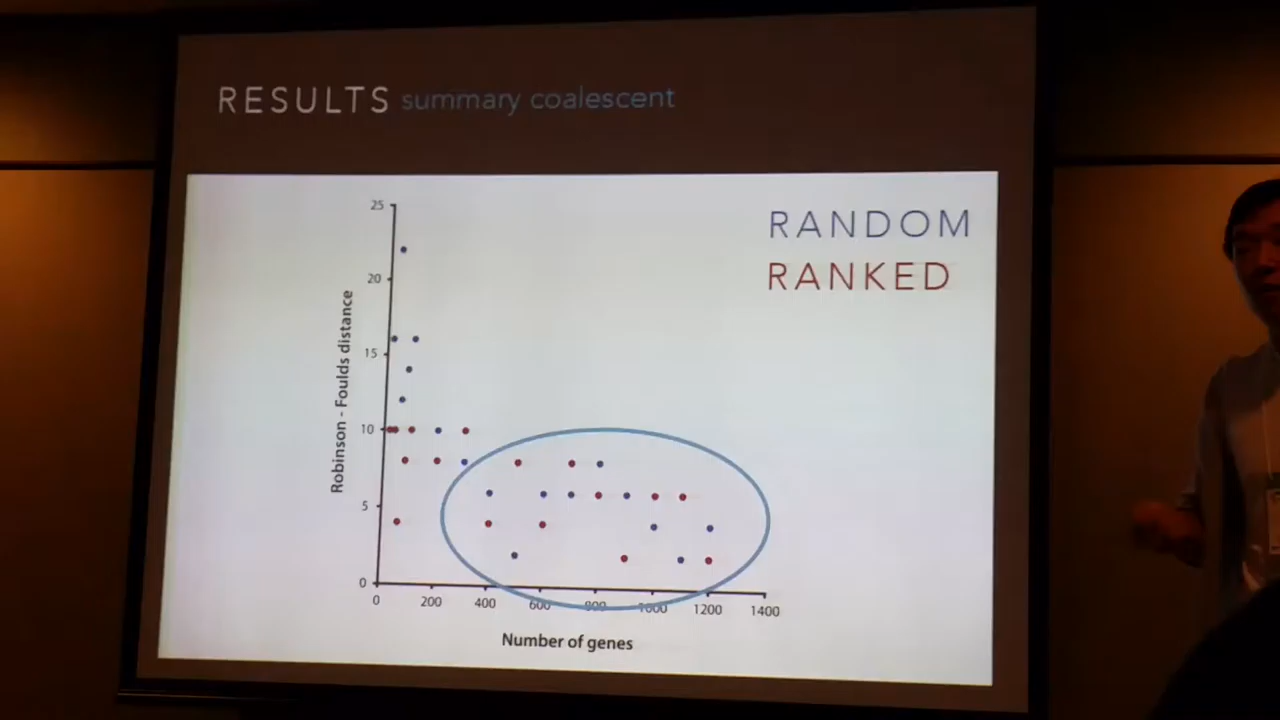 RESULTS summary coalescent
RANDOM
RANKED
25
20
15
10
5
0
Robinson - Foulds distance
0 200 400 600 800 1000 1200 1400
Number of genes